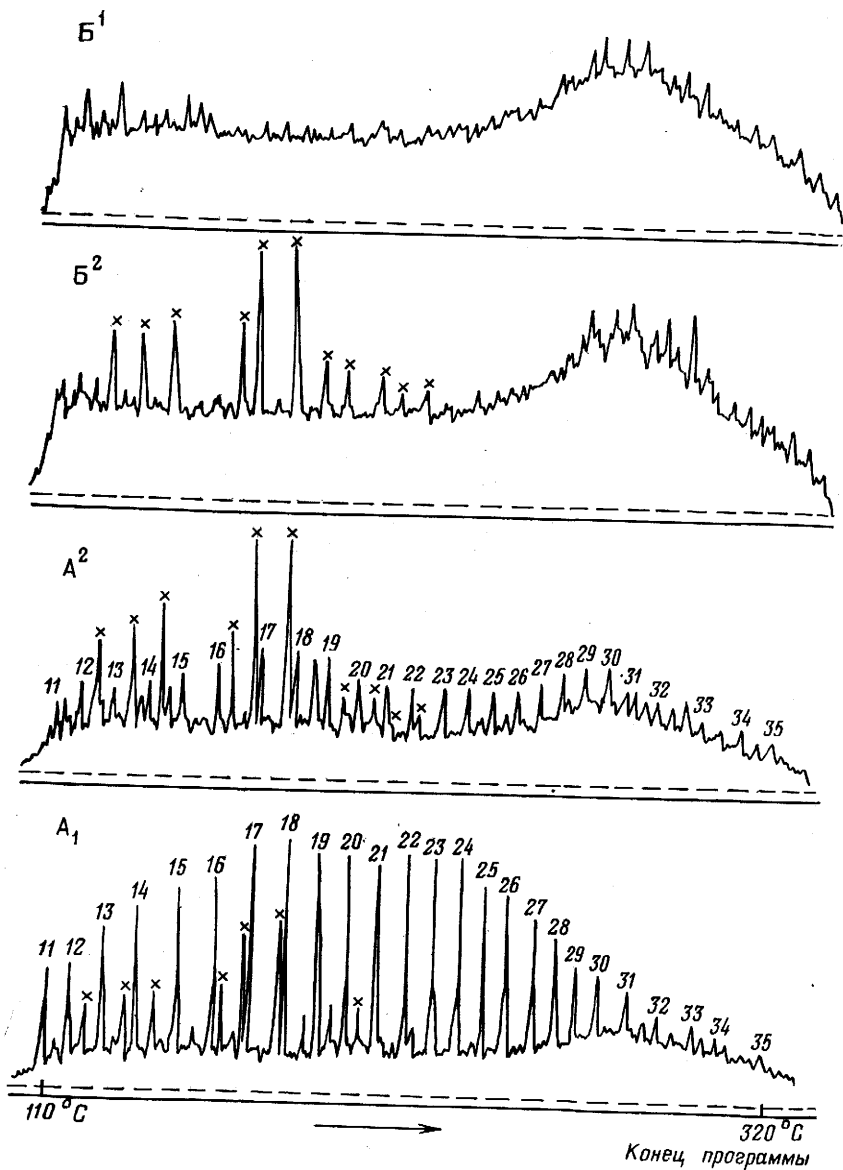 Б¹
Б²
× × × × × × × × × × ×
А²
11 12 × 13 × 14 × 15 16 × × 17 × 18 19 × 20 × 21 × 22 × 23 24 25 26 27 28 29 30 31 32 33 34 35
А₁
11 12 × 13 × 14 × 15 16 × × 17 × 18 19 20 × 21 22 23 24 25 26 27 28 29 30 31 32 33 34 35
110 °С
320 °С
Конец программы